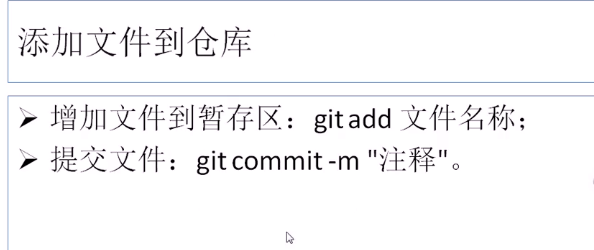 添加文件到仓库
➢ 增加文件到暂存区：git add 文件名称；
➢ 提交文件：git commit -m "注释"。